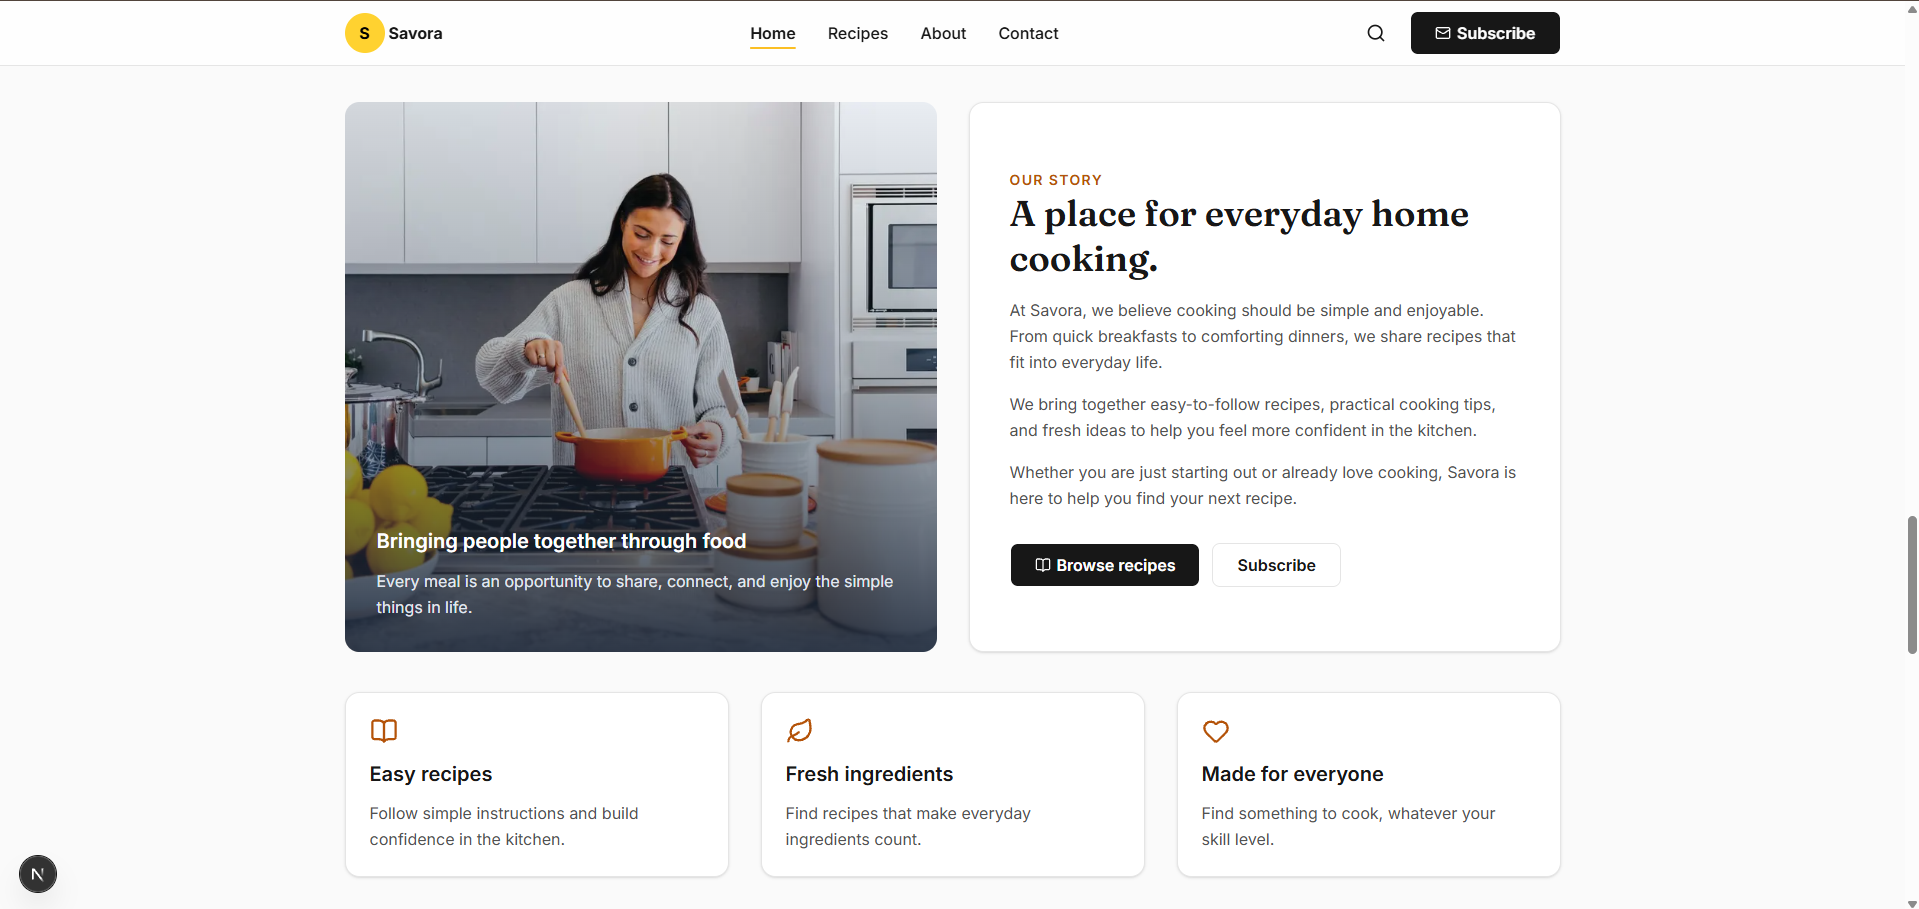 S Savora
Home Recipes About Contact
Subscribe
Bringing people together through food
Every meal is an opportunity to share, connect, and enjoy the simple
things in life.
OUR STORY
A place for everyday home
cooking.
At Savora, we believe cooking should be simple and enjoyable.
From quick breakfasts to comforting dinners, we share recipes that
fit into everyday life.
We bring together easy-to-follow recipes, practical cooking tips,
and fresh ideas to help you feel more confident in the kitchen.
Whether you are just starting out or already love cooking, Savora is
here to help you find your next recipe.
Browse recipes
Subscribe
Easy recipes
Follow simple instructions and build
confidence in the kitchen.
Fresh ingredients
Find recipes that make everyday
ingredients count.
Made for everyone
Find something to cook, whatever your
skill level.
N